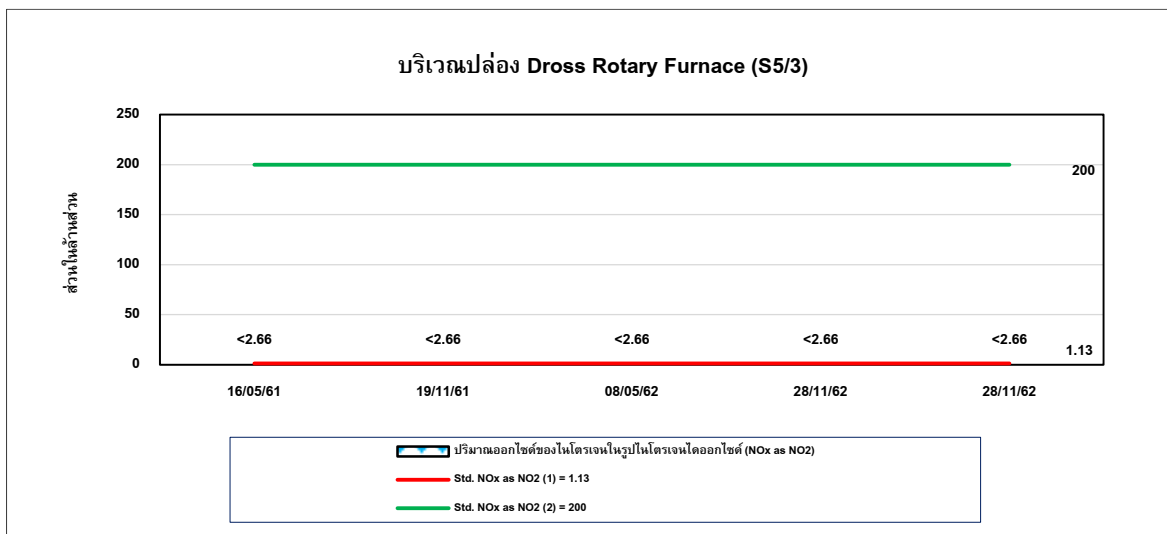 บริเวณปล่อง Dross Rotary Furnace (S5/3)
ส่วนในล้านส่วน
250
200
150
100
50
0
200
<2.66 <2.66 <2.66 <2.66 <2.66
1.13
16/05/61 19/11/61 08/05/62 28/11/62 28/11/62
ปริมาณออกไซด์ของไนโตรเจนในรูปไนโตรเจนไดออกไซด์ (NOx as NO2)
Std. NOx as NO2 (1) = 1.13
Std. NOx as NO2 (2) = 200